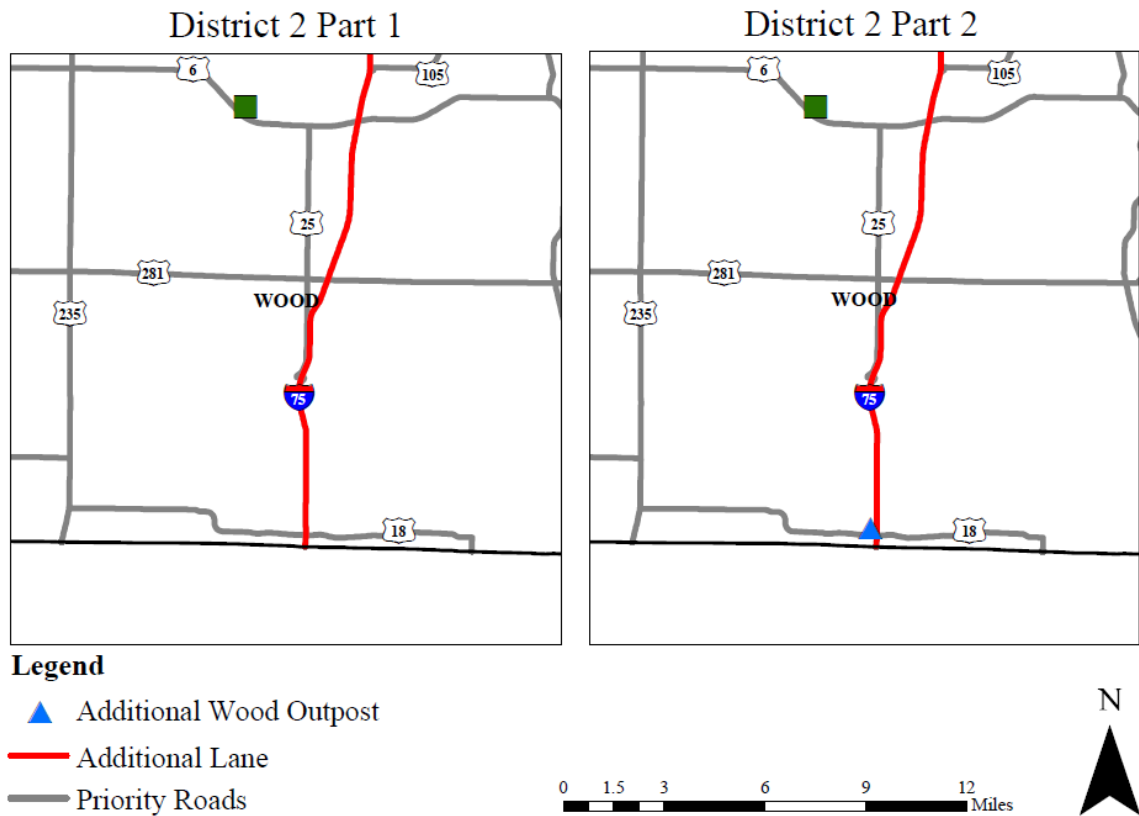 District 2 Part 1
District 2 Part 2
6
105
25
281
WOOD
235
75
18
6
105
25
281
WOOD
235
75
18
Legend
Additional Wood Outpost
Additional Lane
Priority Roads
0 1.5 3 6 9 12
Miles
N